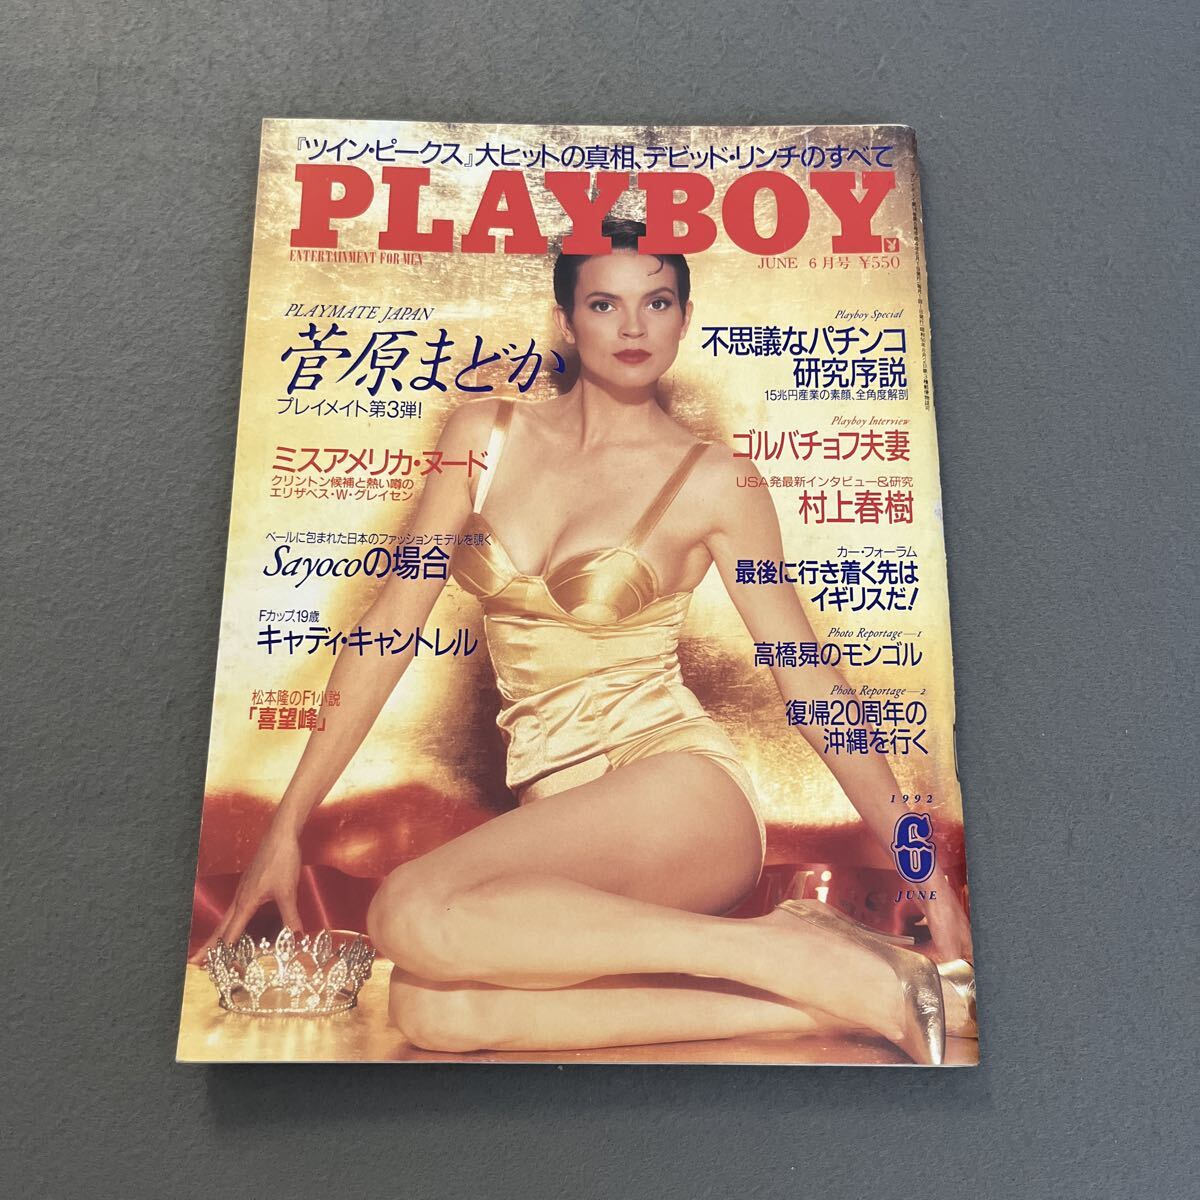 『ツイン・ピークス』大ヒットの真相、デビッド・リンチのすべて
PLAYBOY
ENTERTAINMENT FOR MEN
JUNE 6月号 ¥550
PLAYMATE JAPAN
菅原まどか
プレイメイト第3弾!
ミスアメリカ・ヌード
クリントン候補と熱い噂の
エリザベス・W・グレイセン
ベールに包まれた日本のファッションモデルを覗く
Sayocoの場合
Fカップ、19歳
キャディ・キャントレル
松本隆のF1小説
「喜望峰」
Playboy Special
不思議なパチンコ
研究序説
15兆円産業の素顔、全角度解剖
Playboy Interview
ゴルバチョフ夫妻
USA発最新インタビュー&研究
村上春樹
カー・フォーラム
最後に行き着く先は
イギリスだ!
Photo Reportage—1
高橋曻のモンゴル
Photo Reportage—2
復帰20周年の
沖縄を行く
1992
6
JUNE
Miss